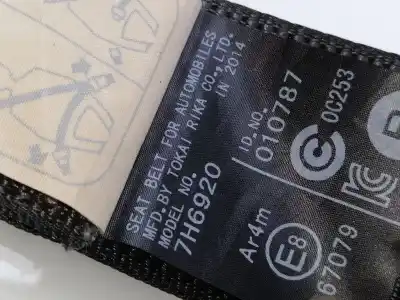 SEAT BELT FOR AUTOMOBILES
MFD. BY TOKAI RIKA CO., LTD.
IN 2014
MODEL NO.
7H6920
ID. NO.
010787
C 0C253
Ar4m
E8
67079